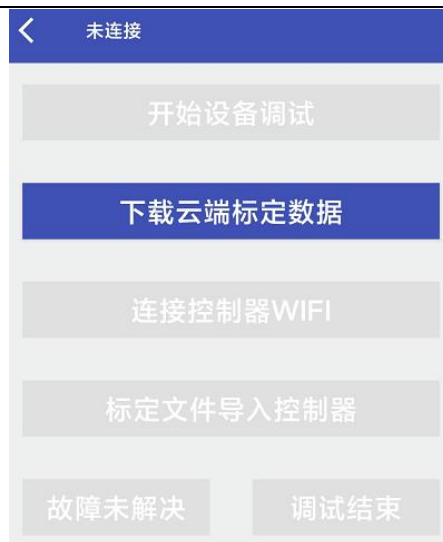 未连接
开始设备调试
下载云端标定数据
连接控制器WIFI
标定文件导入控制器
故障未解决 调试结束